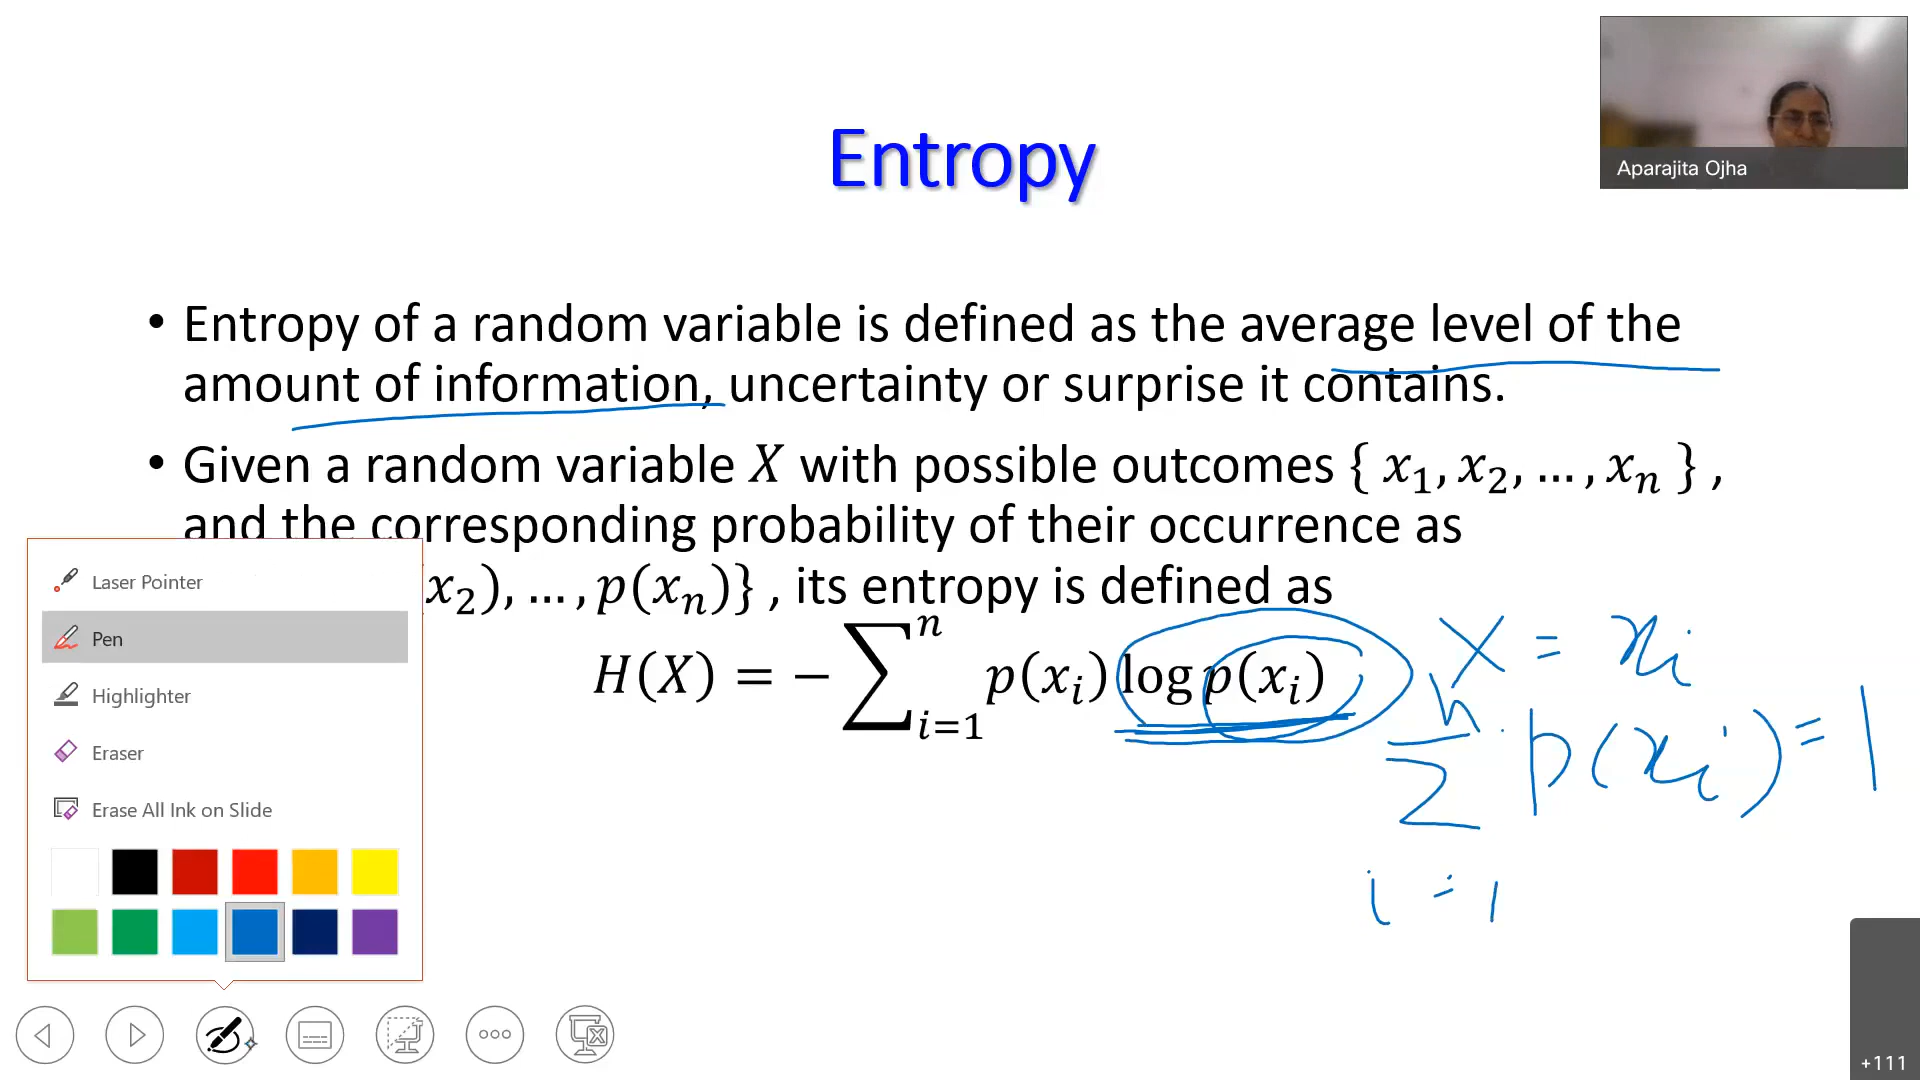 Aparajita Ojha
Entropy
• Entropy of a random variable is defined as the average level of the
amount of information, uncertainty or surprise it contains.
• Given a random variable X with possible outcomes { x₁, x₂, … , xₙ } ,
and the corresponding probability of their occurrence as
x₂), … , p(xₙ)} , its entropy is defined as
H(X) = − ∑ⁿᵢ₌₁ p(xᵢ) log p(xᵢ)
X = xi
n
∑ p(xi) = 1
i = 1
Laser Pointer
Pen
Highlighter
Eraser
Erase All Ink on Slide
+111